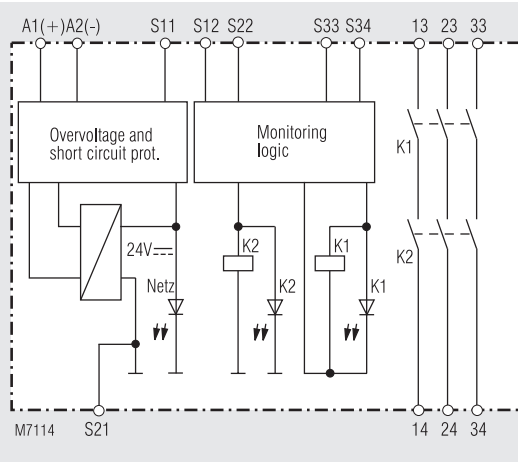 A1(+)A2(-) S11 S12 S22 S33 S34 13 23 33
Overvoltage and
short circuit prot.
Monitoring
logic
K1
24V
K2 K1 K2
Netz K2 K1
M7114 S21 14 24 34